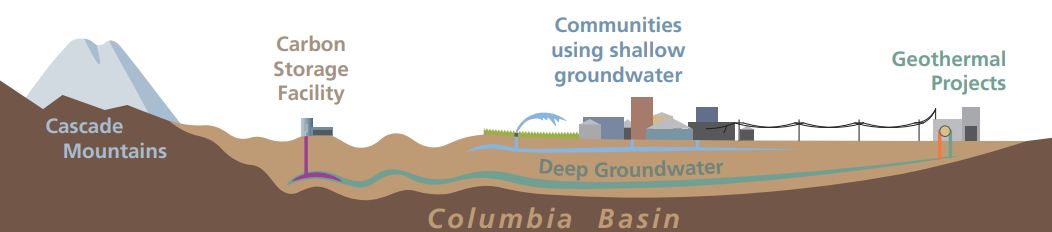 Cascade
Mountains
Carbon
Storage
Facility
Communities
using shallow
groundwater
Geothermal
Projects
Deep Groundwater
Columbia Basin